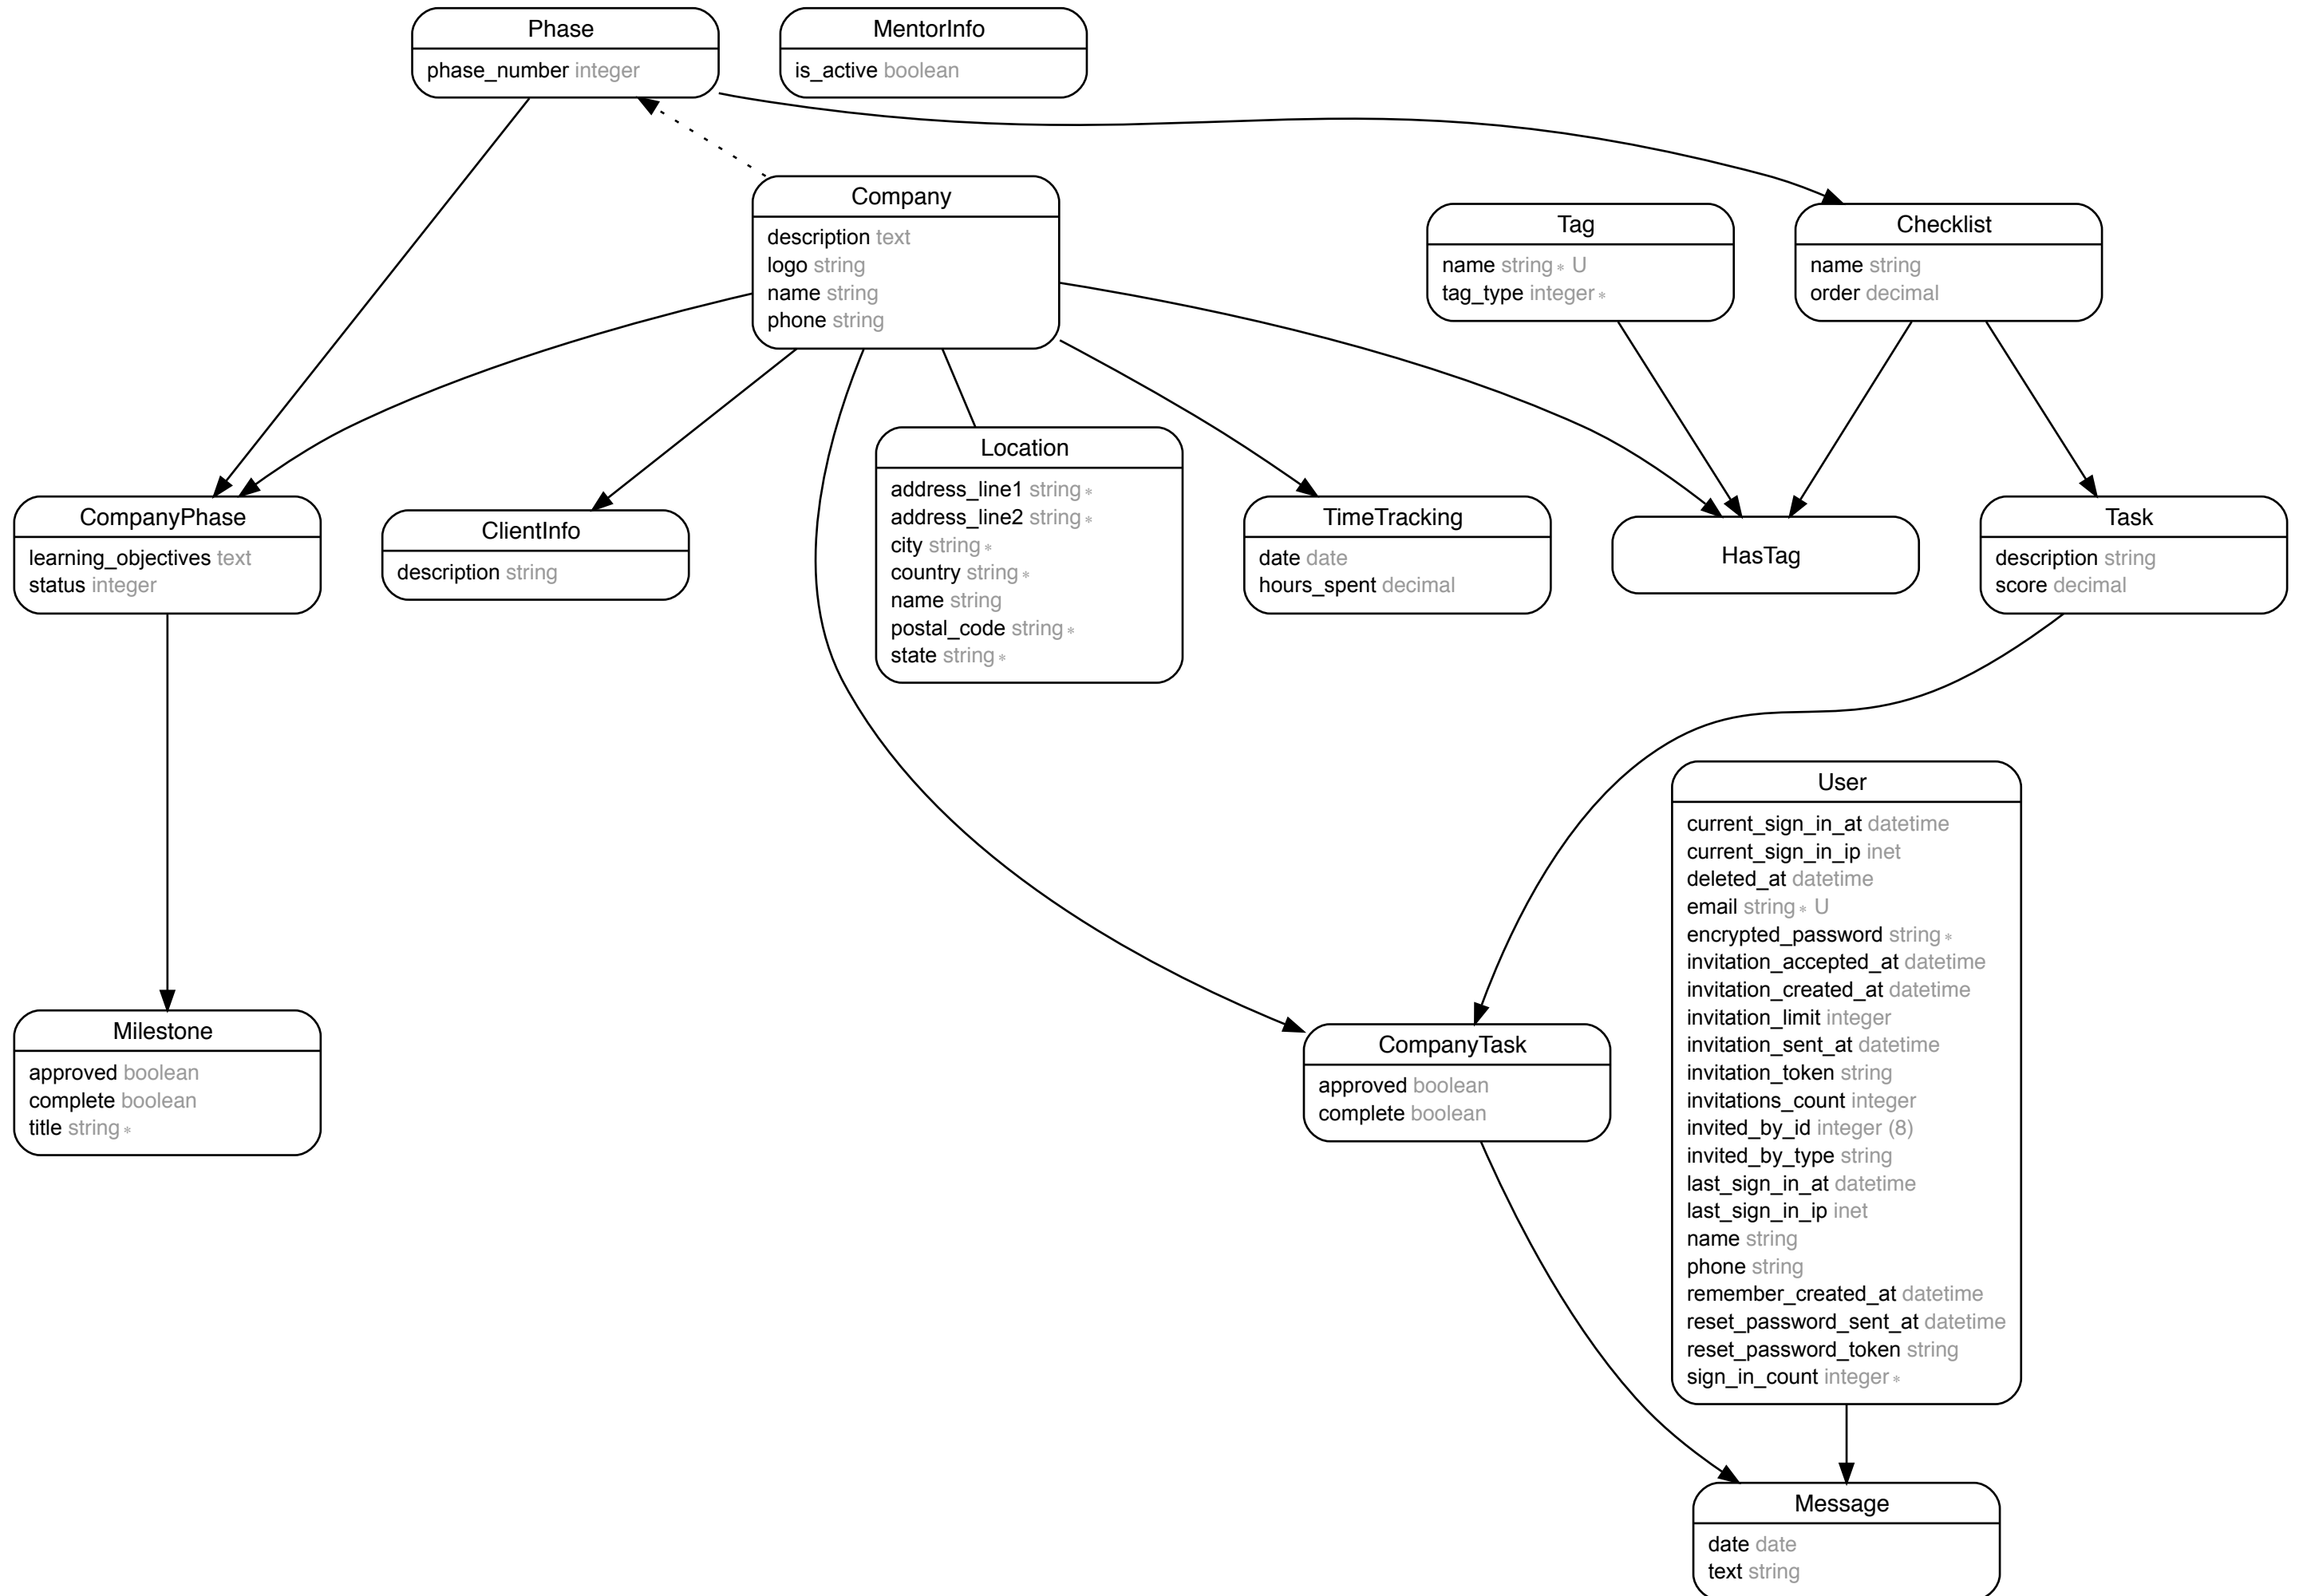 Phase
phase_number integer
MentorInfo
is_active boolean
Company
description text
logo string
name string
phone string
Tag
name string* U
tag_type integer*
Checklist
name string
order decimal
CompanyPhase
learning_objectives text
status integer
ClientInfo
description string
Location
address_line1 string*
address_line2 string*
city string*
country string*
name string
postal_code string*
state string*
TimeTracking
date date
hours_spent decimal
HasTag
Task
description string
score decimal
User
current_sign_in_at datetime
current_sign_in_ip inet
deleted_at datetime
email string* U
encrypted_password string*
invitation_accepted_at datetime
invitation_created_at datetime
invitation_limit integer
invitation_sent_at datetime
invitation_token string
invitations_count integer
invited_by_id integer (8)
invited_by_type string
last_sign_in_at datetime
last_sign_in_ip inet
name string
phone string
remember_created_at datetime
reset_password_sent_at datetime
reset_password_token string
sign_in_count integer*
Milestone
approved boolean
complete boolean
title string*
CompanyTask
approved boolean
complete boolean
Message
date date
text string